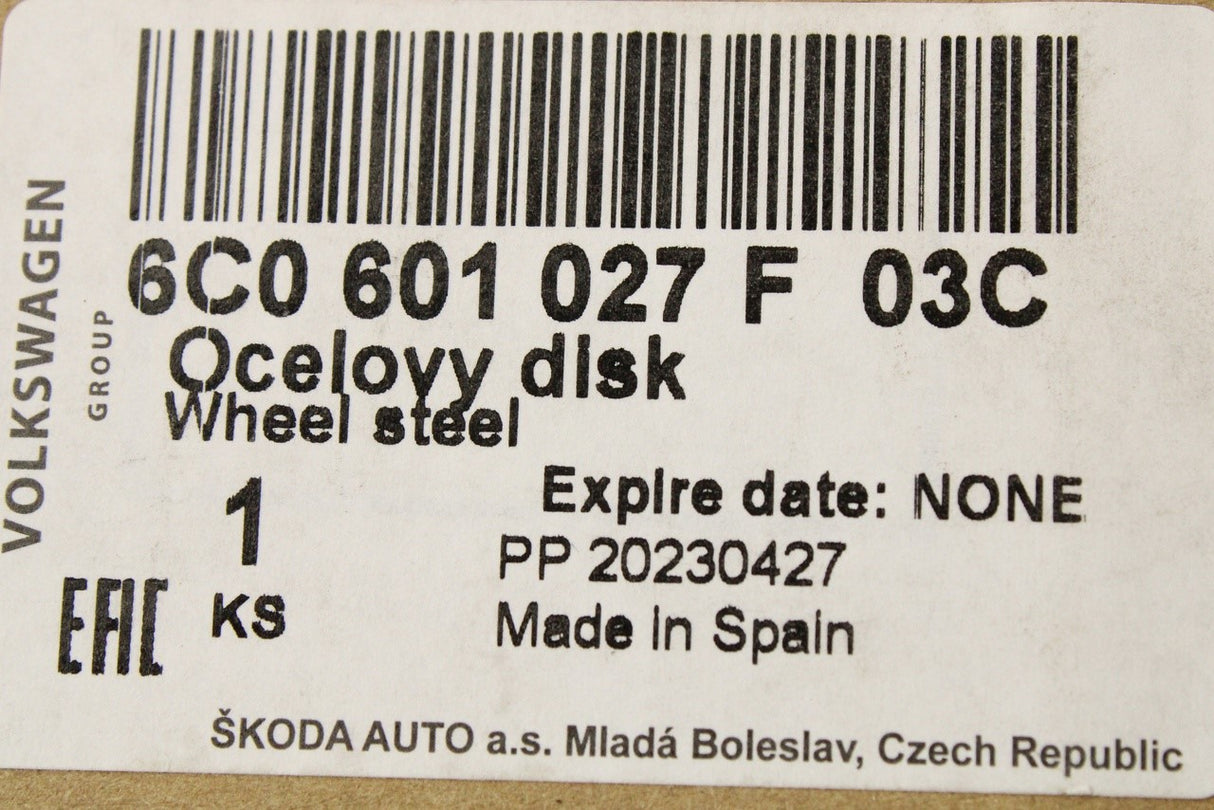 VOLKSWAGEN
GROUP
6C0 601 027 F 03C
Ocelovy disk
Wheel steel
1
KS
Expire date: NONE
PP 20230427
Made in Spain
EAC
ŠKODA AUTO a.s. Mladá Boleslav, Czech Republic